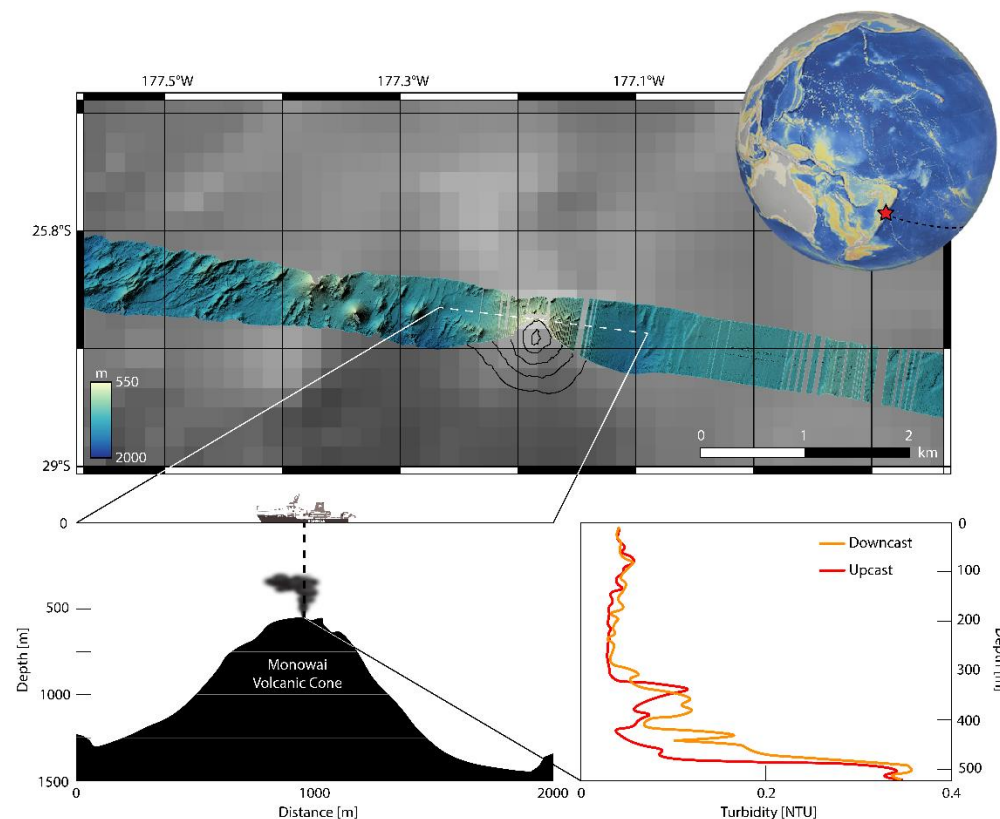 177.5°W 177.3°W 177.1°W
25.8°S
m
550
2000
29°S
0 1 2
km
0
500
1000
1500
Depth [m]
Monowai
Volcanic Cone
0 1000 2000
Distance [m]
Downcast
Upcast
0
100
200
300
400
500
Depth [m]
0 0.2 0.4
Turbidity [NTU]